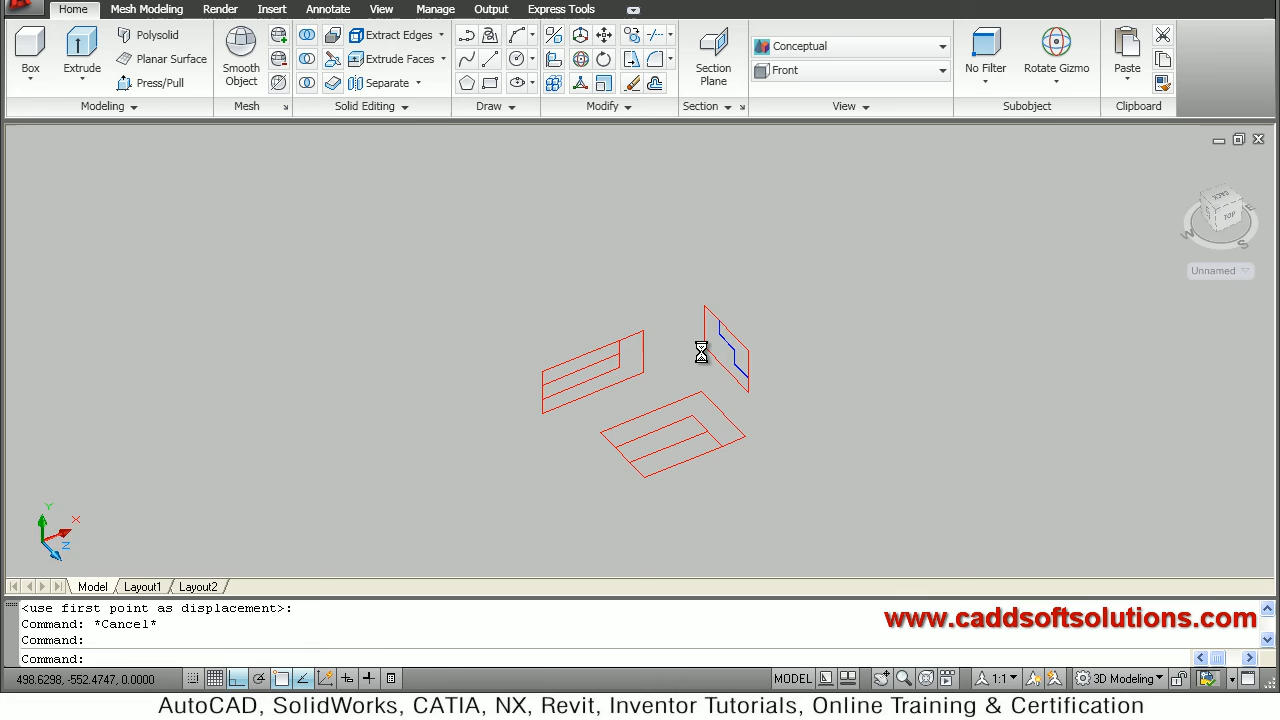 Home Mesh Modeling Render Insert Annotate View Manage Output Express Tools
Box
Extrude
Polysolid
Planar Surface
Press/Pull
Modeling
Smooth
Object
Mesh
Extract Edges
Extrude Faces
Separate
Solid Editing
Draw
Modify
Section
Plane
Section
Conceptual
Front
View
No Filter
Rotate Gizmo
Subobject
Paste
Clipboard
TOP
W
S
E
Unnamed
Y
X
Z
Model Layout1 Layout2
<use first point as displacement>:
Command: *Cancel*
Command:
Command:
www.caddsoftsolutions.com
498.6298, -552.4747, 0.0000
MODEL
1:1
3D Modeling
AutoCAD, SolidWorks, CATIA, NX, Revit, Inventor Tutorials, Online Training & Certification